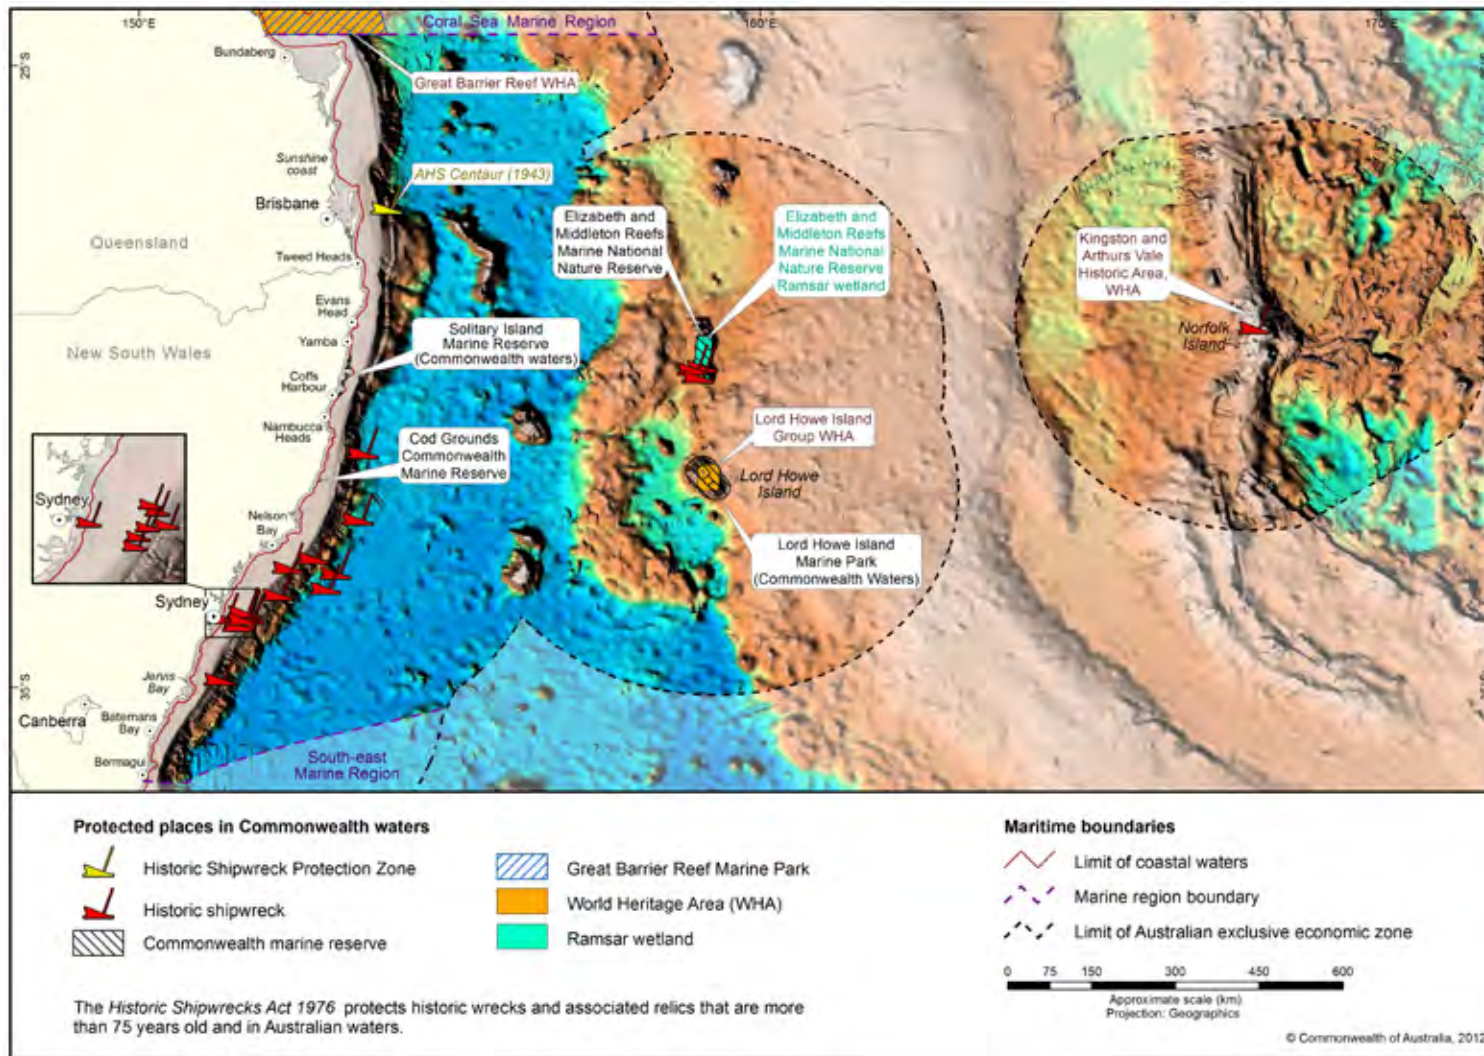 150°E
160°E
170°E
Coral Sea Marine Region
Bundaberg
25°S
Great Barrier Reef WHA
Sunshine
coast
AHS Centaur (1943)
Brisbane
Queensland
Tweed Heads
Elizabeth and
Middleton Reefs
Marine National
Nature Reserve
Elizabeth and
Middleton Reefs
Marine National
Nature Reserve
Ramsar wetland
Kingston and
Arthurs Vale
Historic Area,
WHA
Norfolk
Island
Evans
Head
Solitary Island
Marine Reserve
(Commonwealth waters)
Yamba
New South Wales
Coffs
Harbour
Nambucca
Heads
Cod Grounds
Commonwealth
Marine Reserve
Lord Howe Island
Group WHA
Lord Howe
Island
Sydney
Nelson
Bay
Lord Howe Island
Marine Park
(Commonwealth Waters)
Sydney
Jervis
Bay
35°S
Canberra
Batemans
Bay
Bermagui
South-east
Marine Region
Protected places in Commonwealth waters
Historic Shipwreck Protection Zone
Historic shipwreck
Commonwealth marine reserve
Great Barrier Reef Marine Park
World Heritage Area (WHA)
Ramsar wetland
Maritime boundaries
Limit of coastal waters
Marine region boundary
Limit of Australian exclusive economic zone
0 75 150 300 450 600
Approximate scale (km)
Projection: Geographics
The Historic Shipwrecks Act 1976 protects historic wrecks and associated relics that are more
than 75 years old and in Australian waters.
© Commonwealth of Australia, 2012